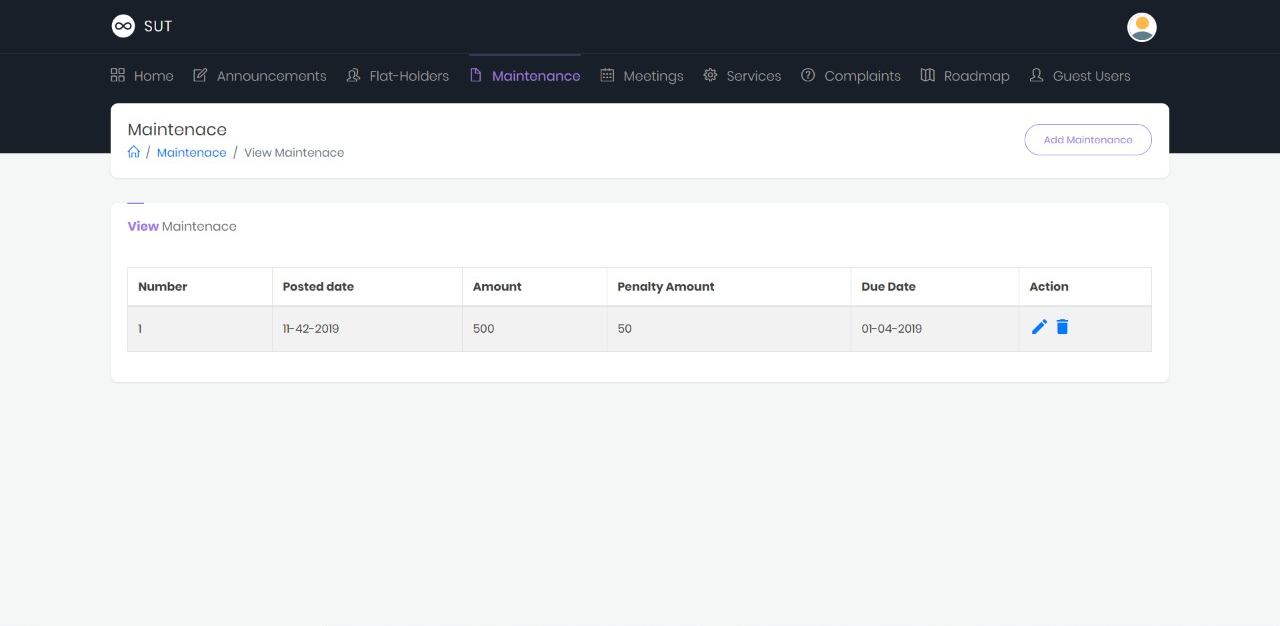 SUT
Home Announcements Flat-Holders Maintenance Meetings Services Complaints Roadmap Guest Users
Maintenace
/ Maintenace / View Maintenace
Add Maintenance
View Maintenace
Number Posted date Amount Penalty Amount Due Date Action
1 11-42-2019 500 50 01-04-2019